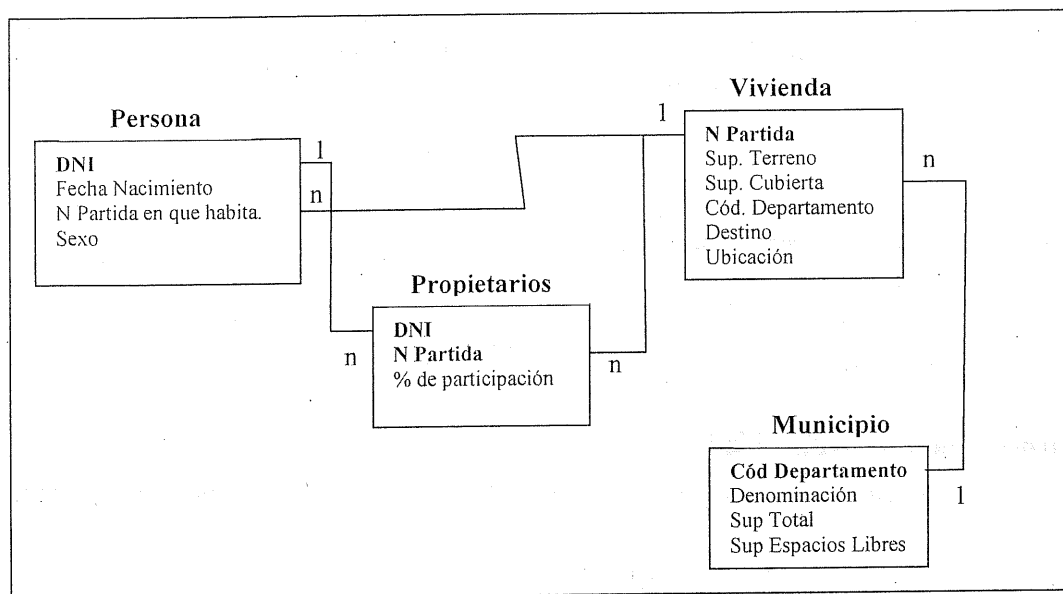 Vivienda
Persona
1
N Partida
Sup. Terreno
Sup. Cubierta
Cód. Departamento
Destino
Ubicación
n
DNI
Fecha Nacimiento
N Partida en que habita.
Sexo
1
n
Propietarios
DNI
N Partida
% de participación
n
n
Municipio
Cód Departamento
Denominación
Sup Total
Sup Espacios Libres
1